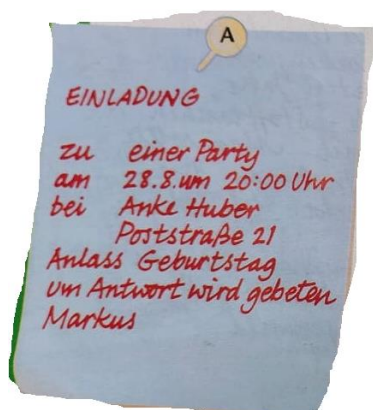 A
EINLADUNG
zu einer Party
am 28.8. um 20:00 Uhr
bei Anke Huber
Poststraße 21
Anlass Geburtstag
um Antwort wird gebeten
Markus